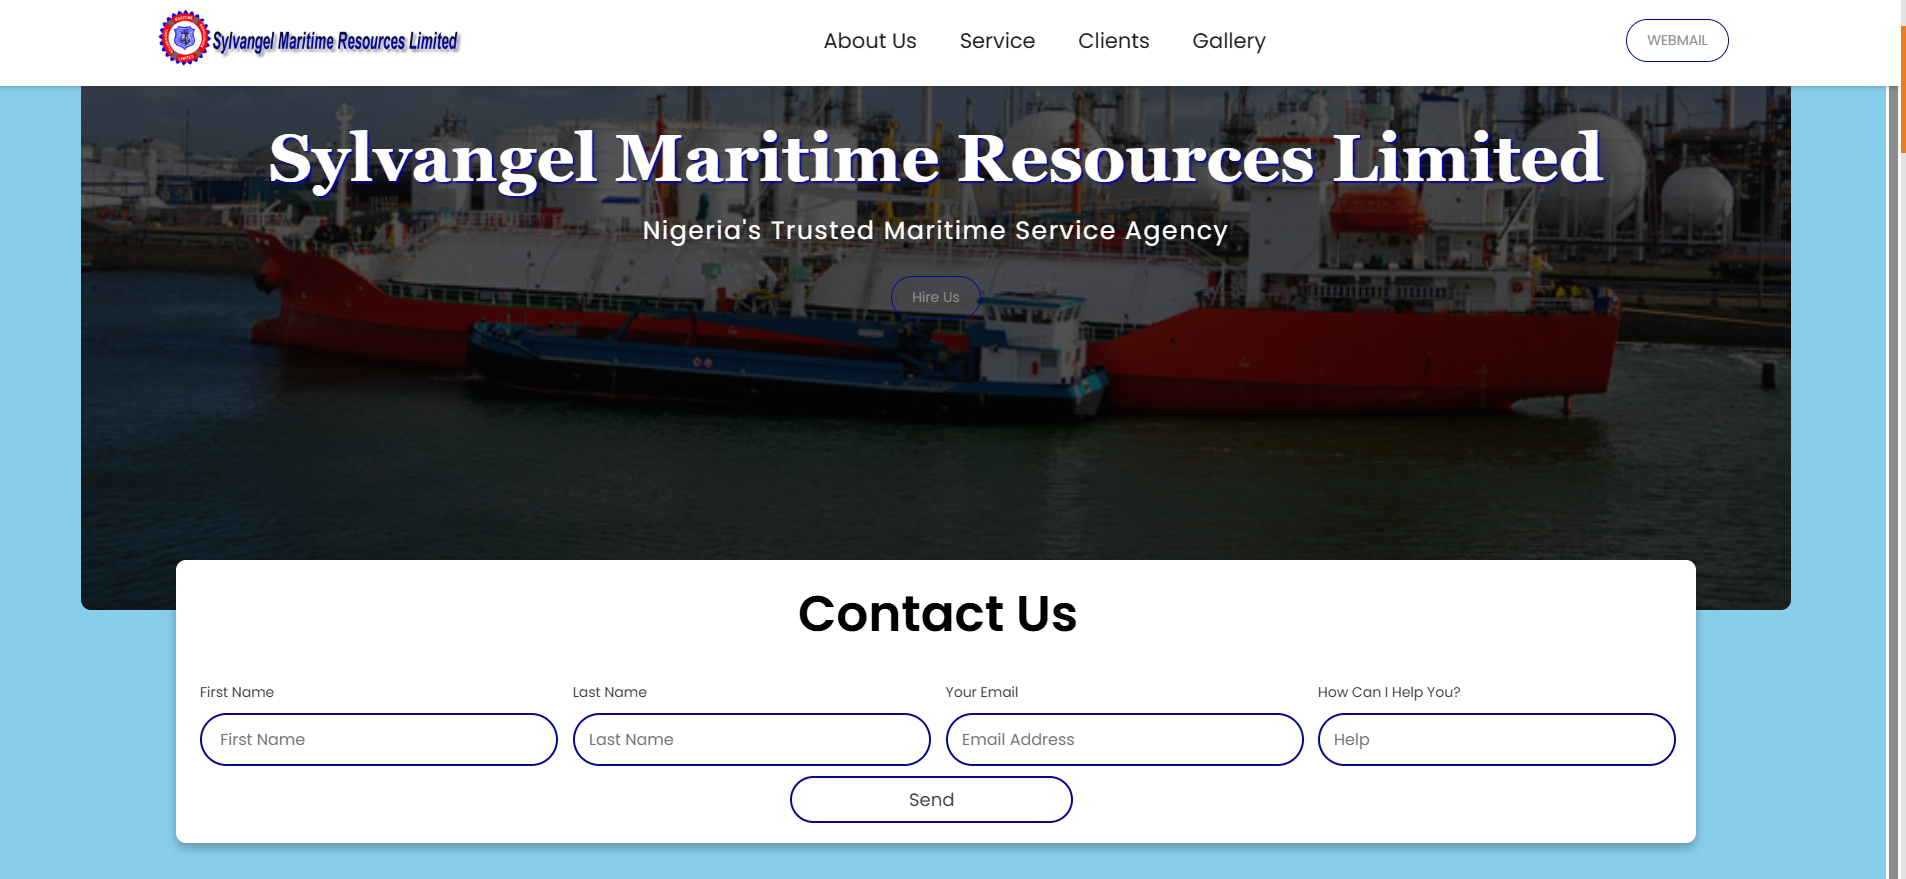 Sylvangel Maritime Resources Limited
About Us
Service
Clients
Gallery
WEBMAIL
Sylvangel Maritime Resources Limited
Nigeria's Trusted Maritime Service Agency
Hire Us
Contact Us
First Name
Last Name
Your Email
How Can I Help You?
First Name
Last Name
Email Address
Help
Send